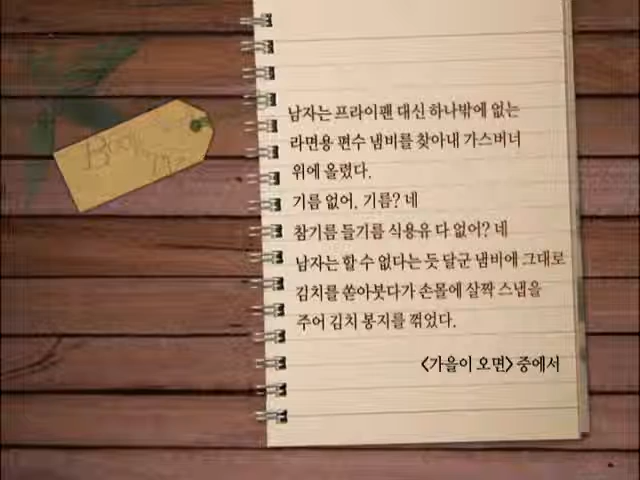 남자는 프라이팬 대신 하나밖에 없는
라면용 편수 냄비를 찾아내 가스버너
위에 올렸다.
기름 없어, 기름? 네
참기름 들기름 식용유 다 없어? 네
남자는 할 수 없다는 듯 달군 냄비에 그대로
김치를 쏟아붓다가 손몰에 살짝 스냅을
주어 김치 봉지를 꺾었다.
<가을이 오면> 중에서